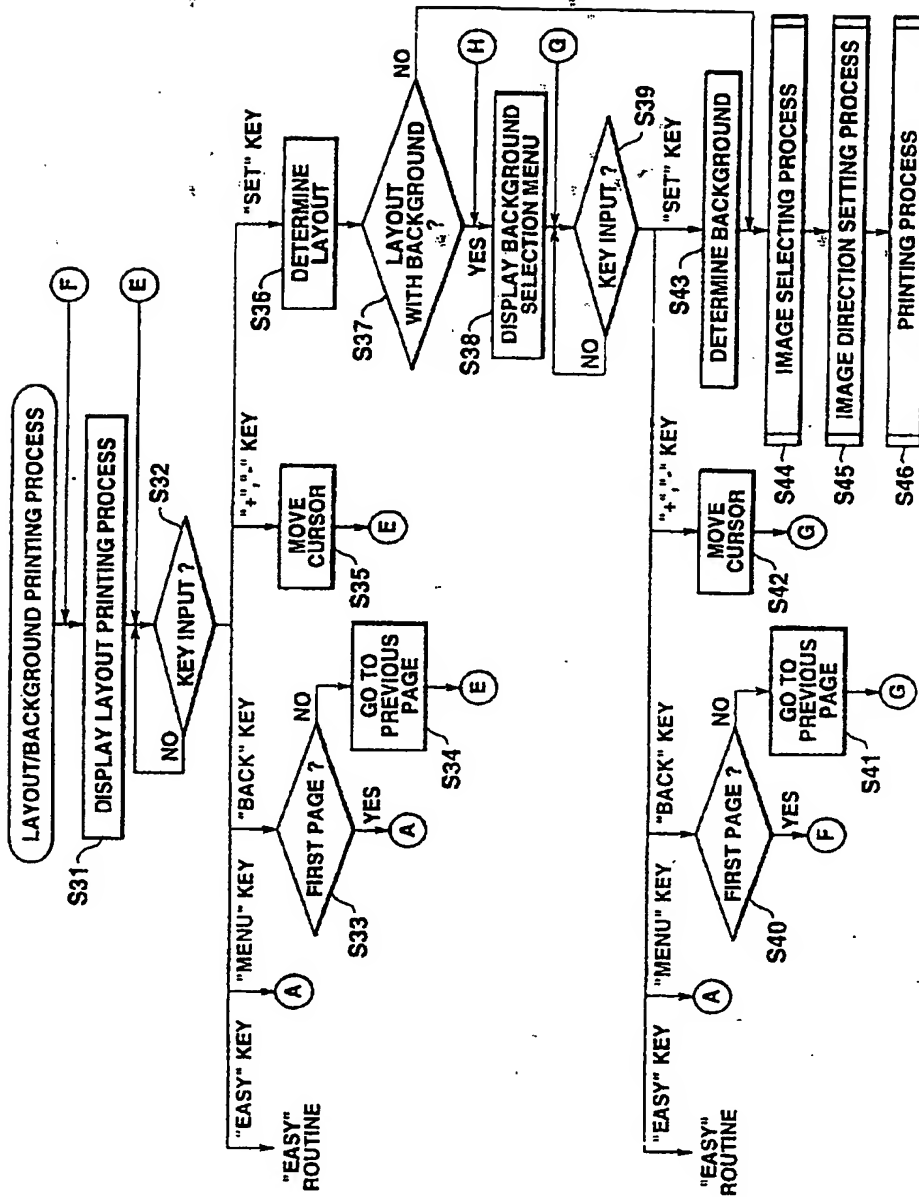 LAYOUT/BACKGROUND PRINTING PROCESS
F
S31
DISPLAY LAYOUT PRINTING PROCESS
E
S32
KEY INPUT ?
NO
"EASY" KEY
"MENU" KEY
"BACK" KEY
"+","-" KEY
"SET" KEY
"EASY"
ROUTINE
A
S33
FIRST PAGE ?
NO
YES
A
S34
GO TO
PREVIOUS
PAGE
E
S35
MOVE
CURSOR
E
S36
DETERMINE
LAYOUT
S37
LAYOUT
WITH BACKGROUND
?
NO
YES
H
S38
DISPLAY BACKGROUND
SELECTION MENU
G
S39
KEY INPUT ?
NO
"EASY" KEY
"MENU" KEY
"BACK" KEY
"+","-" KEY
"SET" KEY
"EASY"
ROUTINE
A
S40
FIRST PAGE ?
NO
YES
F
S41
GO TO
PREVIOUS
PAGE
G
S42
MOVE
CURSOR
G
S43
DETERMINE BACKGROUND
S44
IMAGE SELECTING PROCESS
S45
IMAGE DIRECTION SETTING PROCESS
S46
PRINTING PROCESS